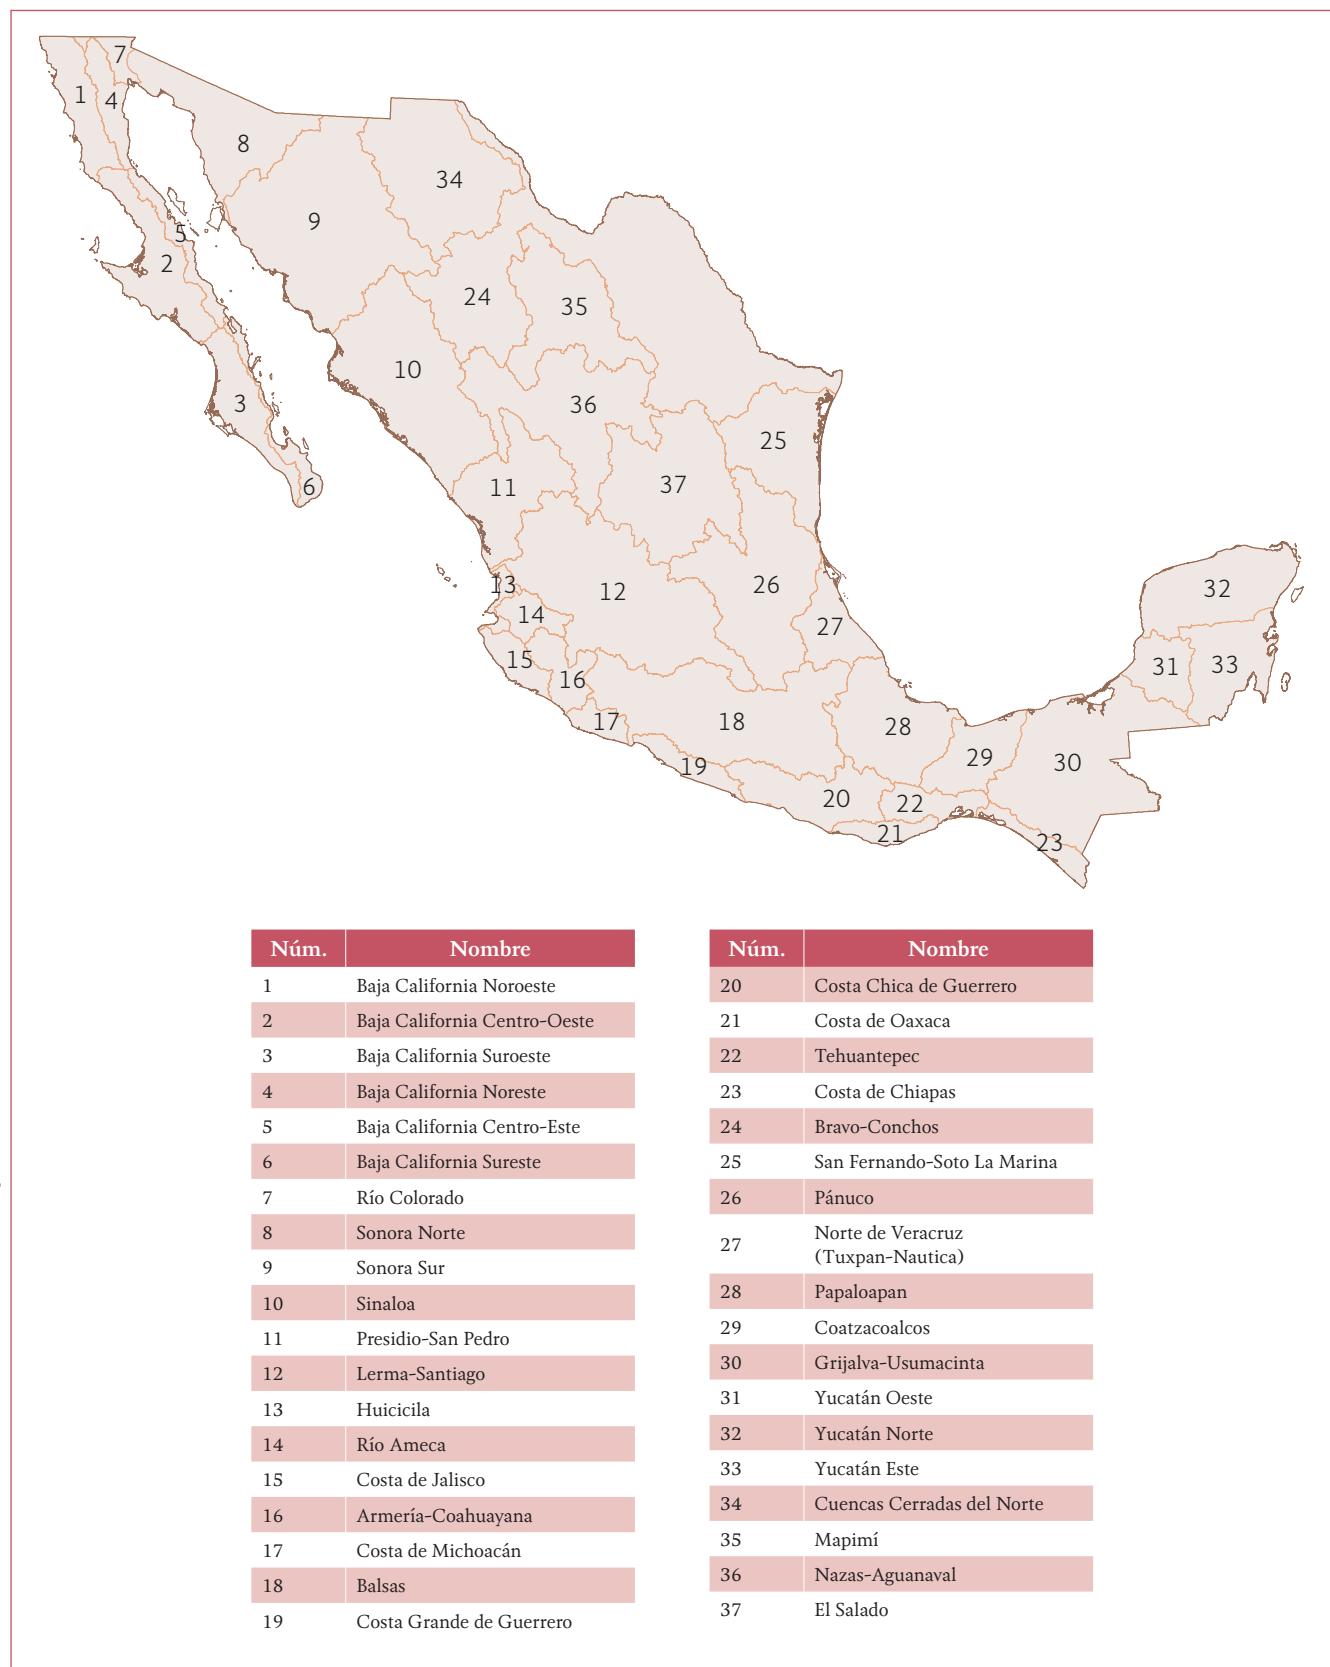 7
1
4
8
34
9
5
2
24
35
10
3
36
25
37
11
6
13
12
26
32
14
27
15
31
33
16
17
18
28
29
30
19
20
22
21
23
Núm. Nombre
1 Baja California Noroeste
2 Baja California Centro-Oeste
3 Baja California Suroeste
4 Baja California Noreste
5 Baja California Centro-Este
6 Baja California Sureste
7 Río Colorado
8 Sonora Norte
9 Sonora Sur
10 Sinaloa
11 Presidio-San Pedro
12 Lerma-Santiago
13 Huicicila
14 Río Ameca
15 Costa de Jalisco
16 Armería-Coahuayana
17 Costa de Michoacán
18 Balsas
19 Costa Grande de Guerrero
Núm. Nombre
20 Costa Chica de Guerrero
21 Costa de Oaxaca
22 Tehuantepec
23 Costa de Chiapas
24 Bravo-Conchos
25 San Fernando-Soto La Marina
26 Pánuco
27 Norte de Veracruz
(Tuxpan-Nautica)
28 Papaloapan
29 Coatzacoalcos
30 Grijalva-Usumacinta
31 Yucatán Oeste
32 Yucatán Norte
33 Yucatán Este
34 Cuencas Cerradas del Norte
35 Mapimí
36 Nazas-Aguanaval
37 El Salado